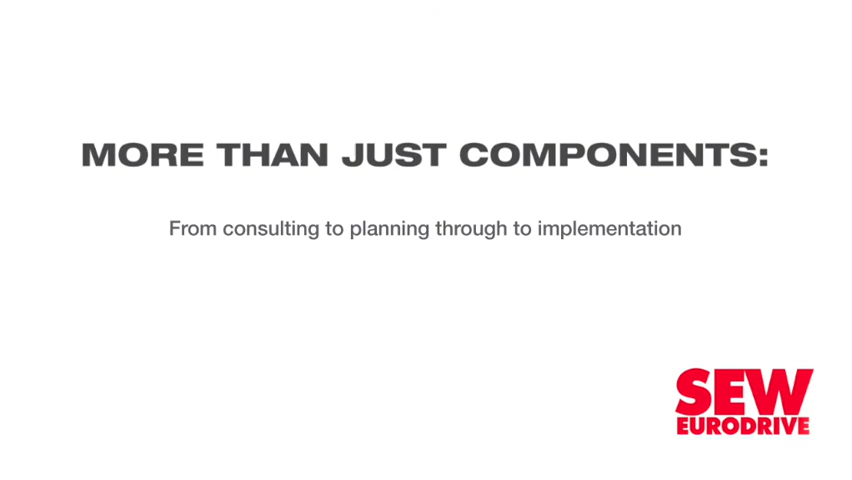 MORE THAN JUST COMPONENTS:
From consulting to planning through to implementation
SEW
EURODRIVE